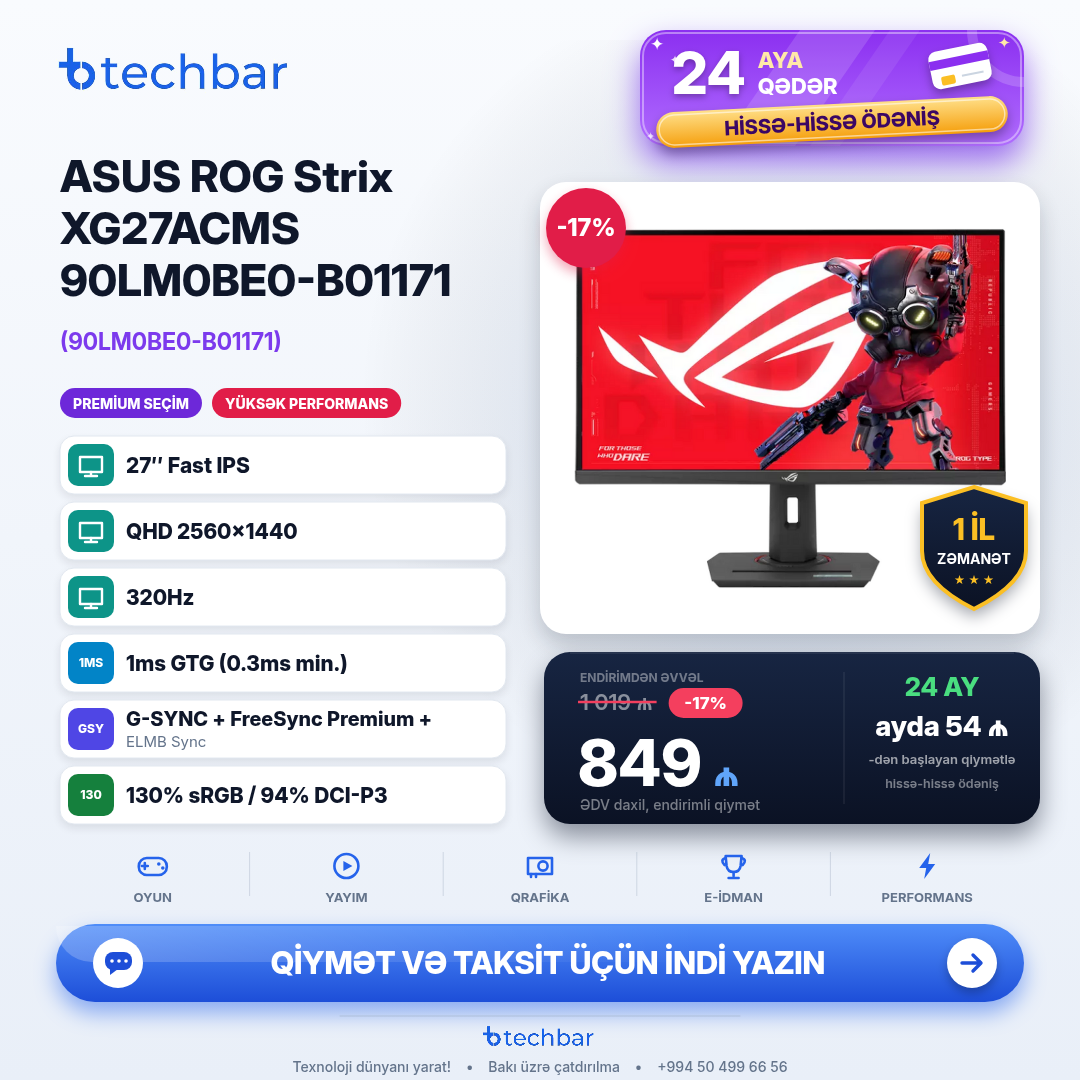 techbar
24 AYA QƏDƏR
HİSSƏ-HİSSƏ ÖDƏNİŞ
ASUS ROG Strix
XG27ACMS
90LM0BE0-B01171
(90LM0BE0-B01171)
PREMİUM SEÇİM
YÜKSƏK PERFORMANS
27″ Fast IPS
QHD 2560×1440
320Hz
1MS
1ms GTG (0.3ms min.)
GSY
G-SYNC + FreeSync Premium +
ELMB Sync
130
130% sRGB / 94% DCI-P3
-17%
FOR THOSE
WHO DARE
ROG TYPE
1 İL
ZƏMANƏT
★ ★ ★
ENDİRİMDƏN ƏVVƏL
1 019 ₼
-17%
849 ₼
ƏDV daxil, endirimli qiymət
24 AY
ayda 54 ₼
-dən başlayan qiymətlə
hissə-hissə ödəniş
OYUN
YAYIM
QRAFİKA
E-İDMAN
PERFORMANS
QİYMƏT VƏ TAKSİT ÜÇÜN İNDİ YAZIN
techbar
Texnoloji dünyanı yarat! • Bakı üzrə çatdırılma • +994 50 499 66 56